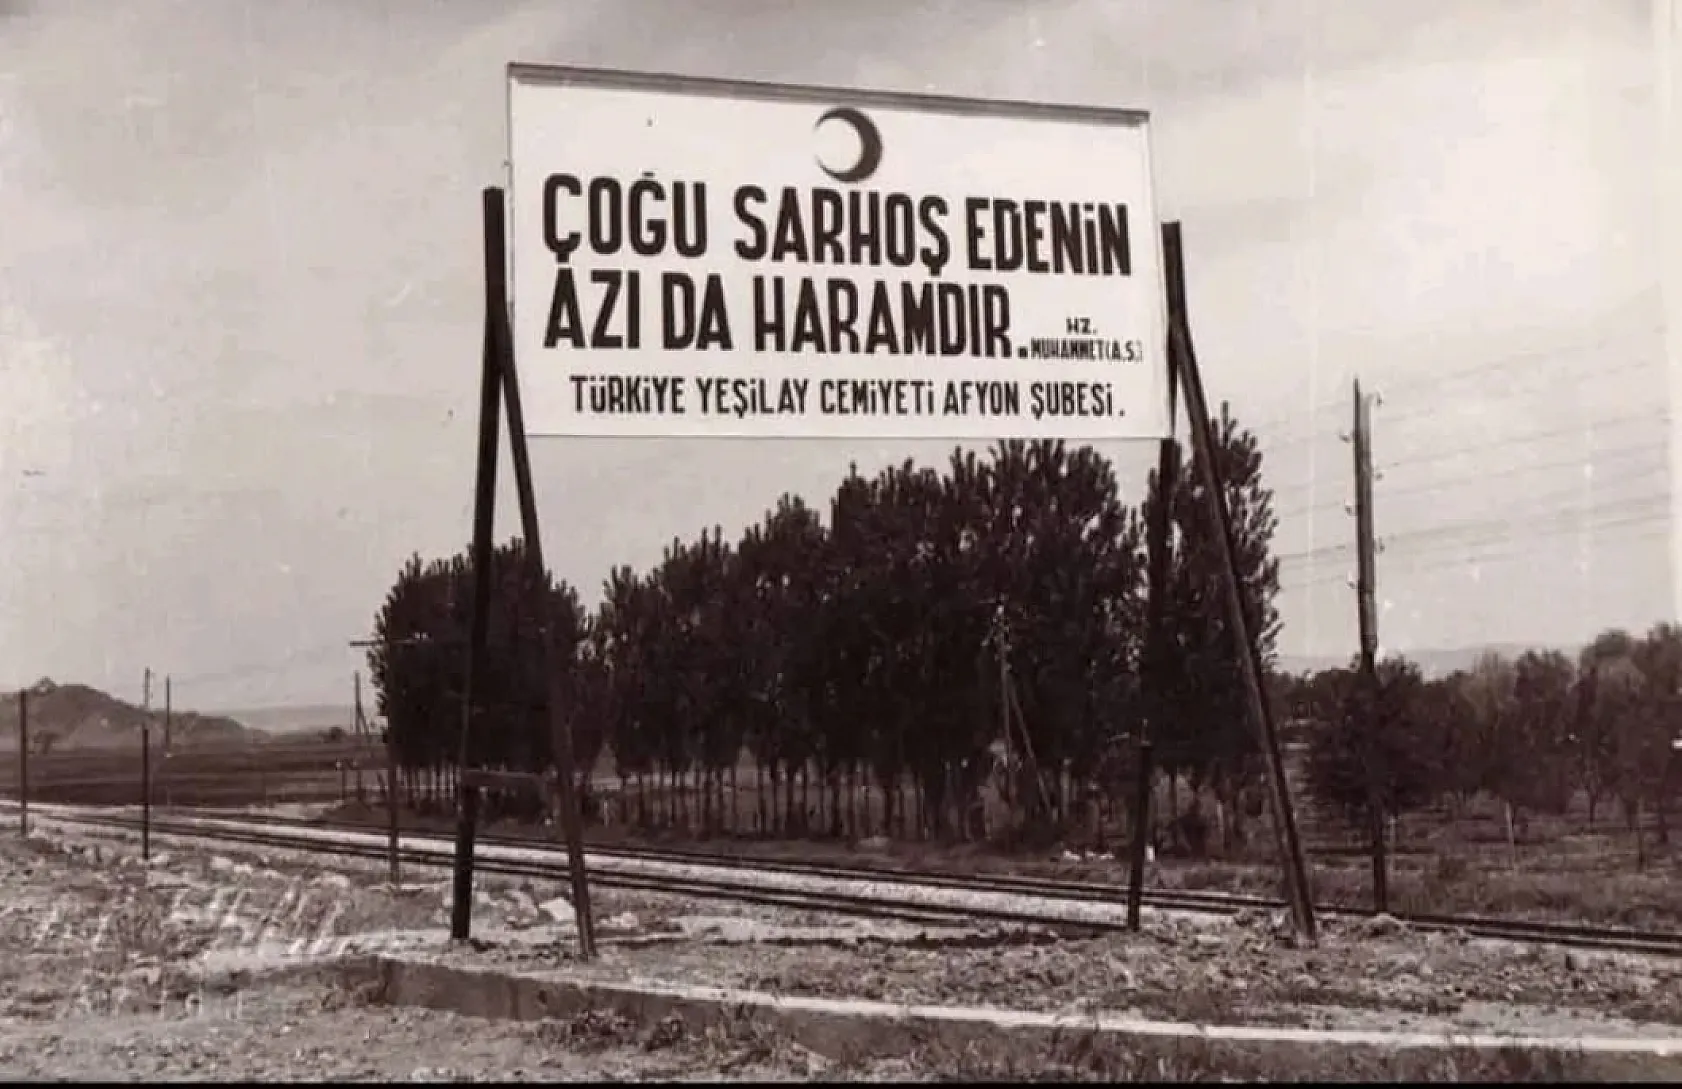 ÇOĞU SARHOŞ EDENİN
AZI DA HARAMDIR.
HZ.
MUHAMMET(A.S.)
TÜRKİYE YEŞİLAY CEMİYETİ AFYON ŞUBESİ.